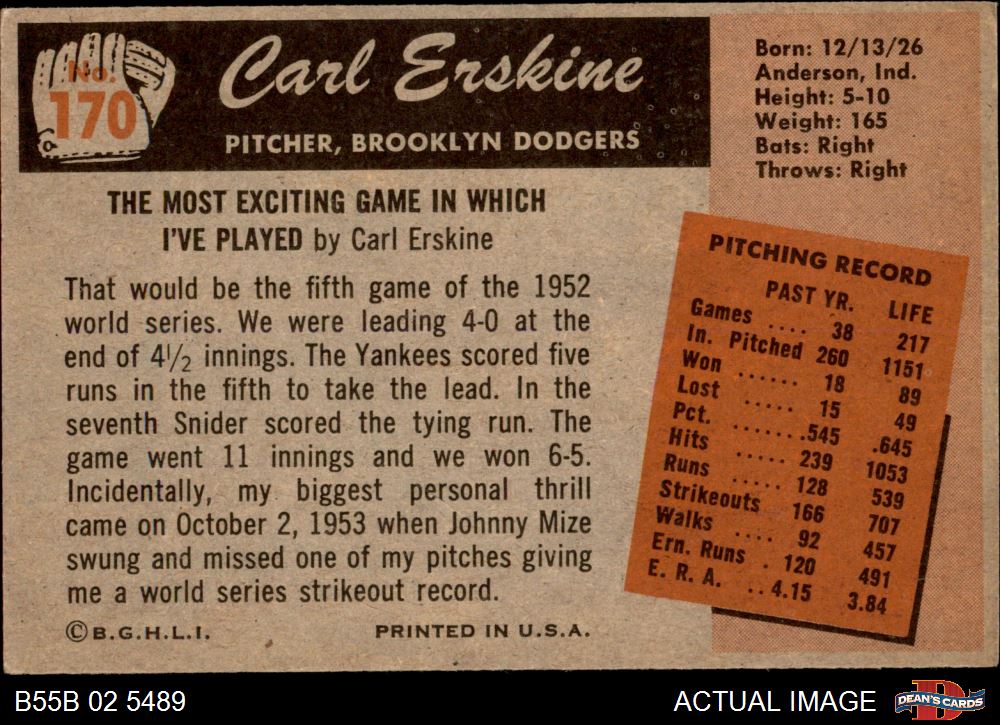 No.
170
Carl Erskine
PITCHER, BROOKLYN DODGERS
THE MOST EXCITING GAME IN WHICH
I'VE PLAYED by Carl Erskine
That would be the fifth game of the 1952
world series. We were leading 4-0 at the
end of 4½ innings. The Yankees scored five
runs in the fifth to take the lead. In the
seventh Snider scored the tying run. The
game went 11 innings and we won 6-5.
Incidentally, my biggest personal thrill
came on October 2, 1953 when Johnny Mize
swung and missed one of my pitches giving
me a world series strikeout record.
© B.G.H.L.I. PRINTED IN U.S.A.
Born: 12/13/26
Anderson, Ind.
Height: 5-10
Weight: 165
Bats: Right
Throws: Right
PITCHING RECORD
PAST YR. LIFE
Games .... 38 217
In. Pitched 260 1151
Won ...... 18 89
Lost ..... 15 49
Pct. .......545 .645
Hits ..... 239 1053
Runs ..... 128 539
Strikeouts 166 707
Walks .... 92 457
Ern. Runs . 120 491
E. R. A. ..4.15 3.84
B55B 02 5489
ACTUAL IMAGE
D
DEAN'S CARDS